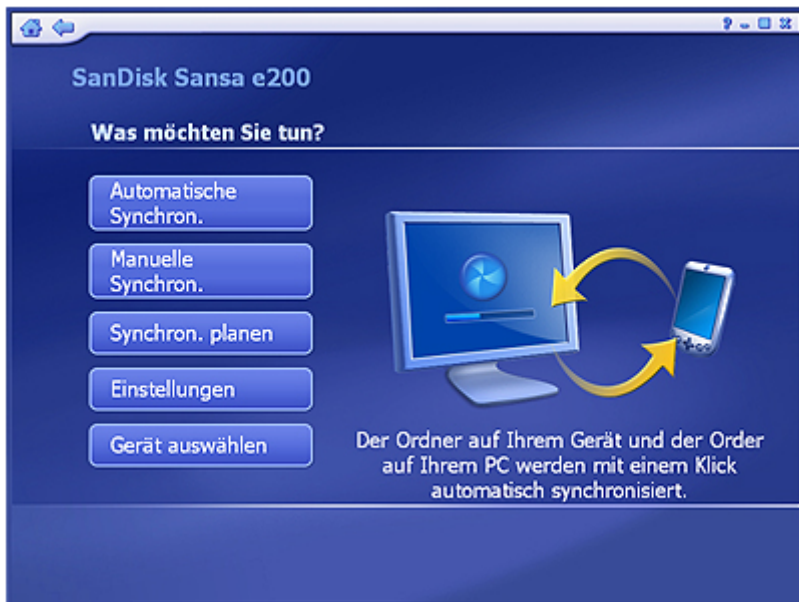 SanDisk Sansa e200
Was möchten Sie tun?
Automatische
Synchron.
Manuelle
Synchron.
Synchron. planen
Einstellungen
Gerät auswählen
Der Ordner auf Ihrem Gerät und der Order
auf Ihrem PC werden mit einem Klick
automatisch synchronisiert.